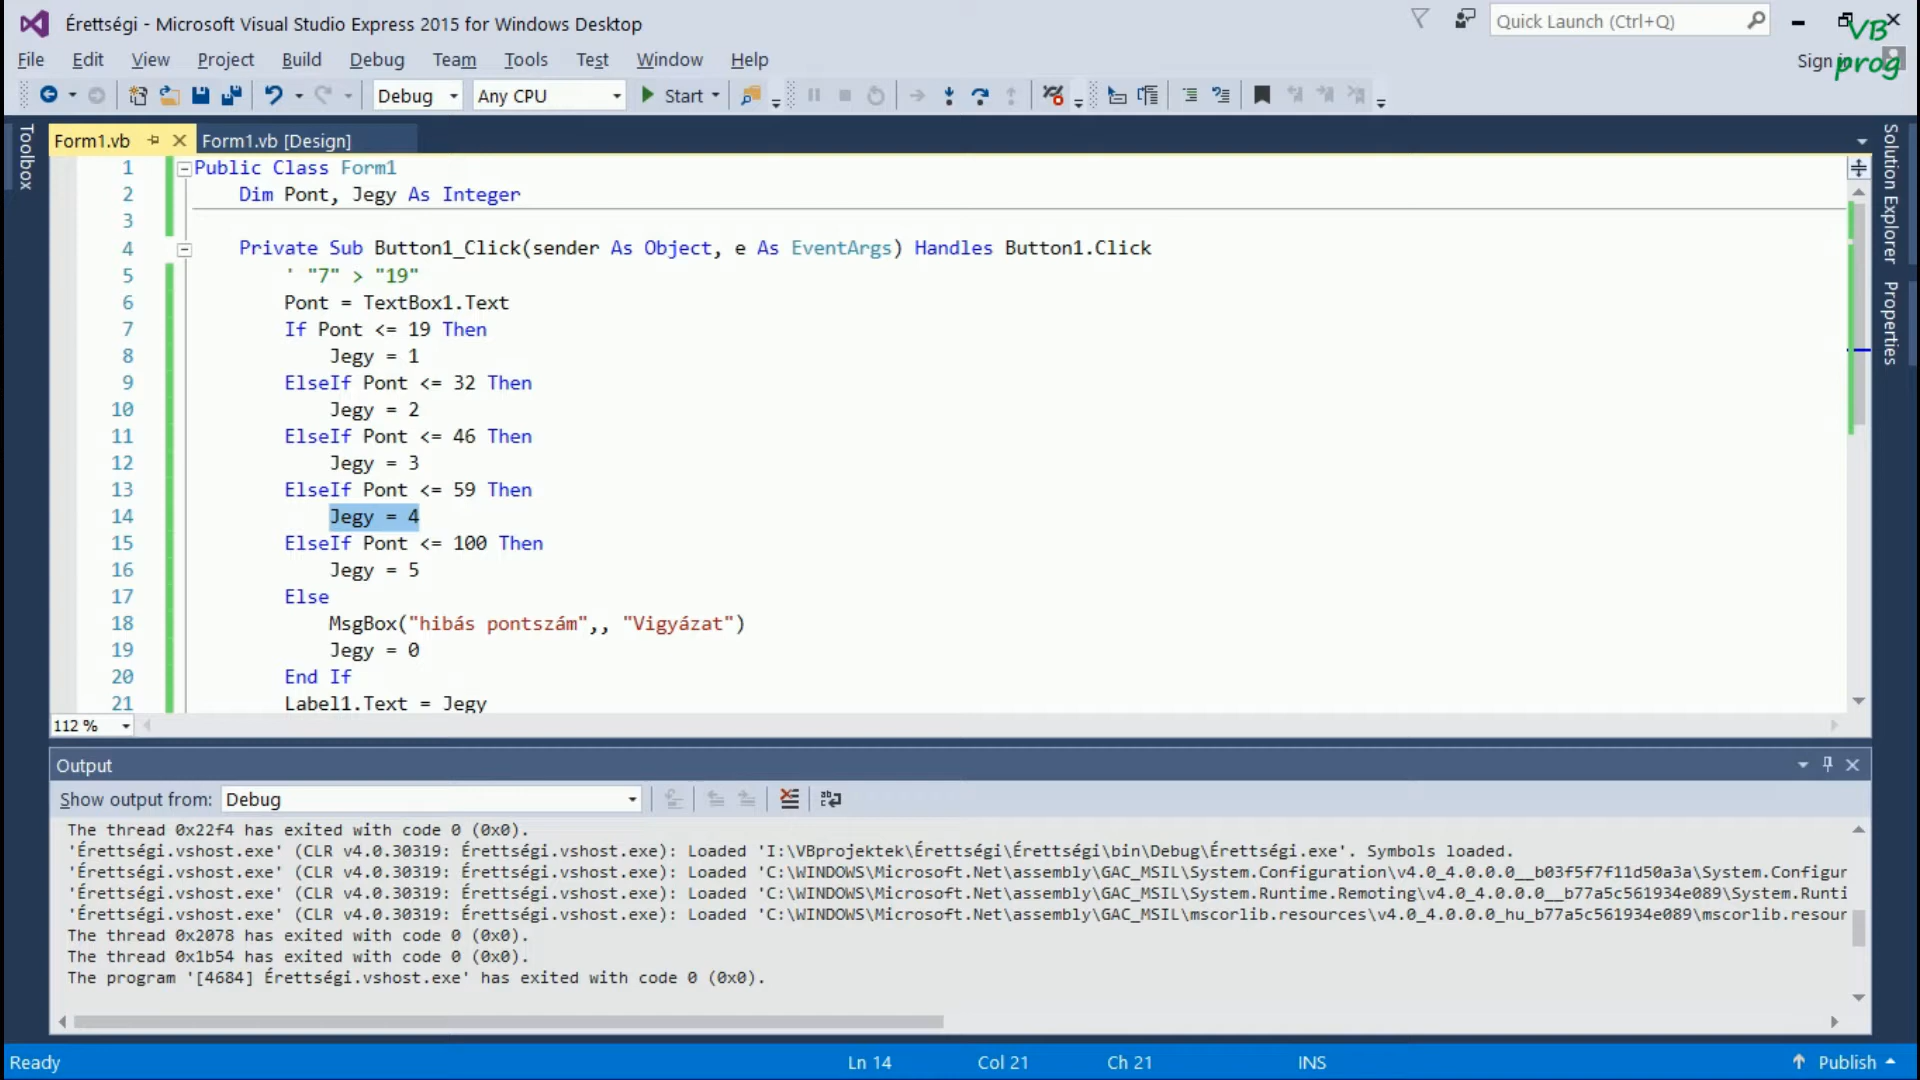 Érettségi - Microsoft Visual Studio Express 2015 for Windows Desktop
Quick Launch (Ctrl+Q)
VB
prog
File Edit View Project Build Debug Team Tools Test Window Help
Sign in
Debug Any CPU Start
Toolbox
Form1.vb Form1.vb [Design]
Solution Explorer
Properties
1 Public Class Form1
2 Dim Pont, Jegy As Integer
3
4 Private Sub Button1_Click(sender As Object, e As EventArgs) Handles Button1.Click
5 ' "7" > "19"
6 Pont = TextBox1.Text
7 If Pont <= 19 Then
8 Jegy = 1
9 ElseIf Pont <= 32 Then
10 Jegy = 2
11 ElseIf Pont <= 46 Then
12 Jegy = 3
13 ElseIf Pont <= 59 Then
14 Jegy = 4
15 ElseIf Pont <= 100 Then
16 Jegy = 5
17 Else
18 MsgBox("hibás pontszám",, "Vigyázat")
19 Jegy = 0
20 End If
21 Label1.Text = Jegy
112 %
Output
Show output from: Debug
The thread 0x22f4 has exited with code 0 (0x0).
'Érettségi.vshost.exe' (CLR v4.0.30319: Érettségi.vshost.exe): Loaded 'I:\VBprojektek\Érettségi\Érettségi\bin\Debug\Érettségi.exe'. Symbols loaded.
'Érettségi.vshost.exe' (CLR v4.0.30319: Érettségi.vshost.exe): Loaded 'C:\WINDOWS\Microsoft.Net\assembly\GAC_MSIL\System.Configuration\v4.0_4.0.0.0__b03f5f7f11d50a3a\System.Configur
'Érettségi.vshost.exe' (CLR v4.0.30319: Érettségi.vshost.exe): Loaded 'C:\WINDOWS\Microsoft.Net\assembly\GAC_MSIL\System.Runtime.Remoting\v4.0_4.0.0.0__b77a5c561934e089\System.Runti
'Érettségi.vshost.exe' (CLR v4.0.30319: Érettségi.vshost.exe): Loaded 'C:\WINDOWS\Microsoft.Net\assembly\GAC_MSIL\mscorlib.resources\v4.0_4.0.0.0_hu_b77a5c561934e089\mscorlib.resour
The thread 0x2078 has exited with code 0 (0x0).
The thread 0x1b54 has exited with code 0 (0x0).
The program '[4684] Érettségi.vshost.exe' has exited with code 0 (0x0).
Ready Ln 14 Col 21 Ch 21 INS Publish